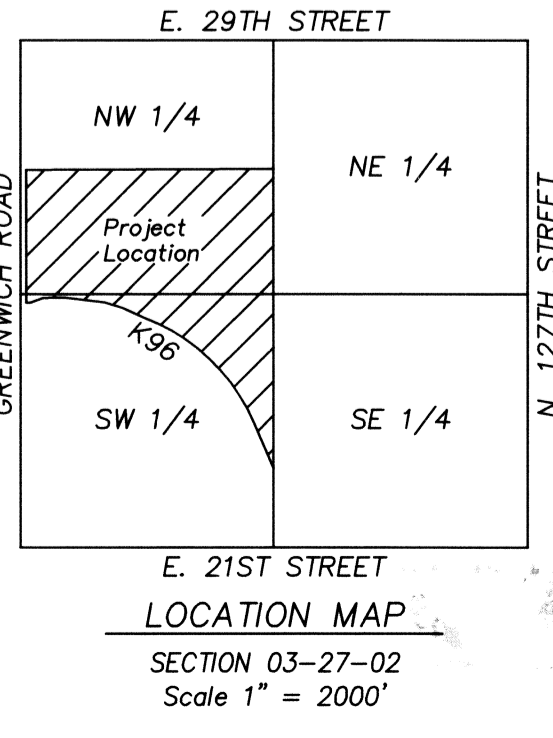 E. 29TH STREET
NW 1/4
NE 1/4
GREENWICH ROAD
N 127TH STREET
Project
Location
K96
SW 1/4
SE 1/4
E. 21ST STREET
LOCATION MAP
SECTION 03-27-02
Scale 1" = 2000'